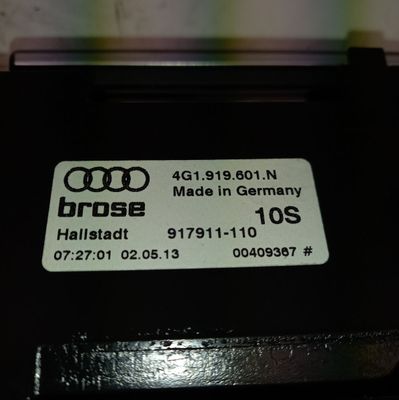 4G1.919.601.N
Made in Germany
brose 10S
Hallstadt 917911-110
07:27:01 02.05.13 00409367 #